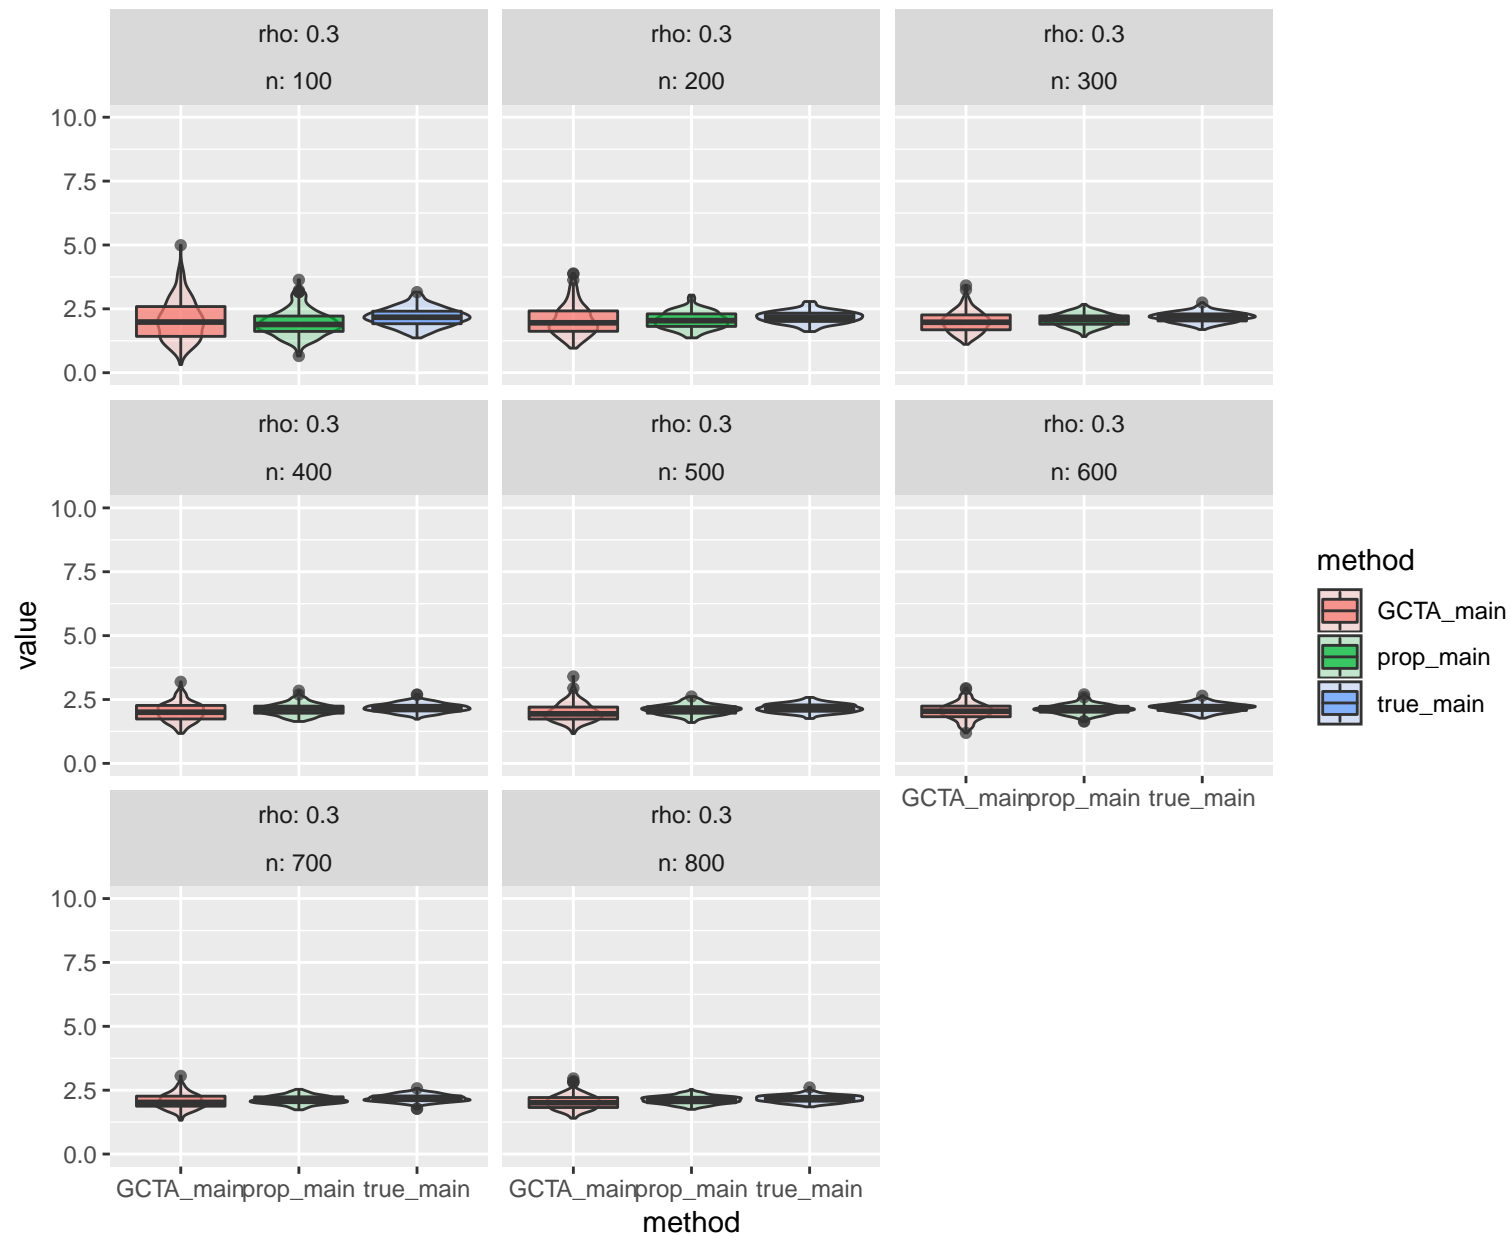 rho: 0.3
rho: 0.3
rho: 0.3
n: 100
n: 200
n: 300
10.0
7.5
5.0
2.5
0.0
rho: 0.3
rho: 0.3
rho: 0.3
n: 400
n: 500
n: 600
10.0
7.5
5.0
2.5
0.0
GCTA_main prop_main true_main
rho: 0.3
rho: 0.3
n: 700
n: 800
10.0
7.5
5.0
2.5
0.0
GCTA_main prop_main true_main
GCTA_main prop_main true_main
method
value
method
GCTA_main
prop_main
true_main